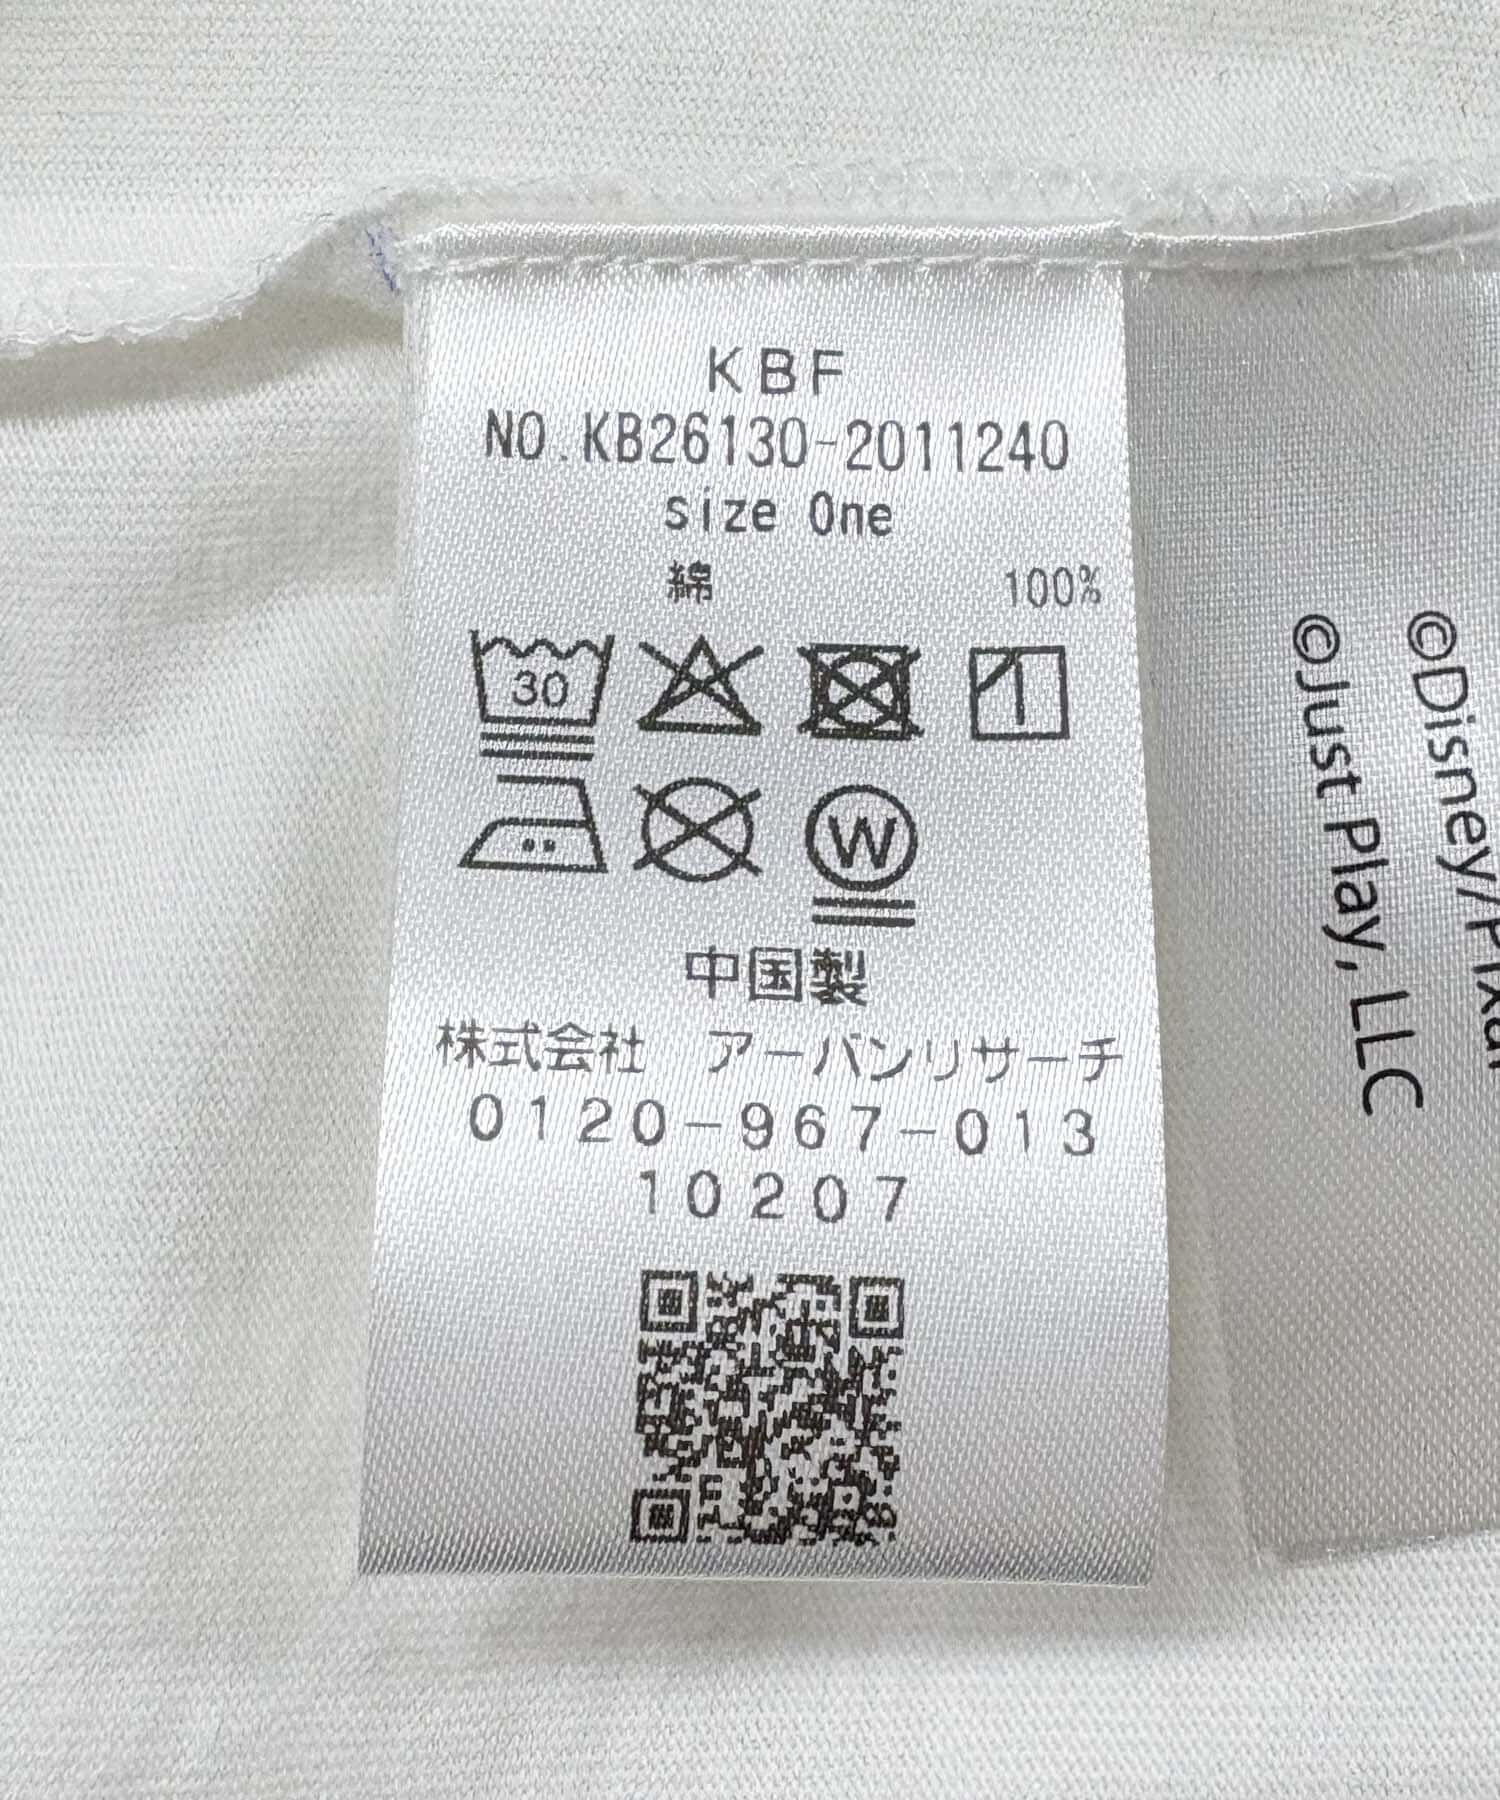 KBF
NO.KB26130-2011240
size One
綿 100%
30
W
中国製
株式会社 アーバンリサーチ
0120-967-013
10207
©Disney/Pixar
©Just Play, LLC